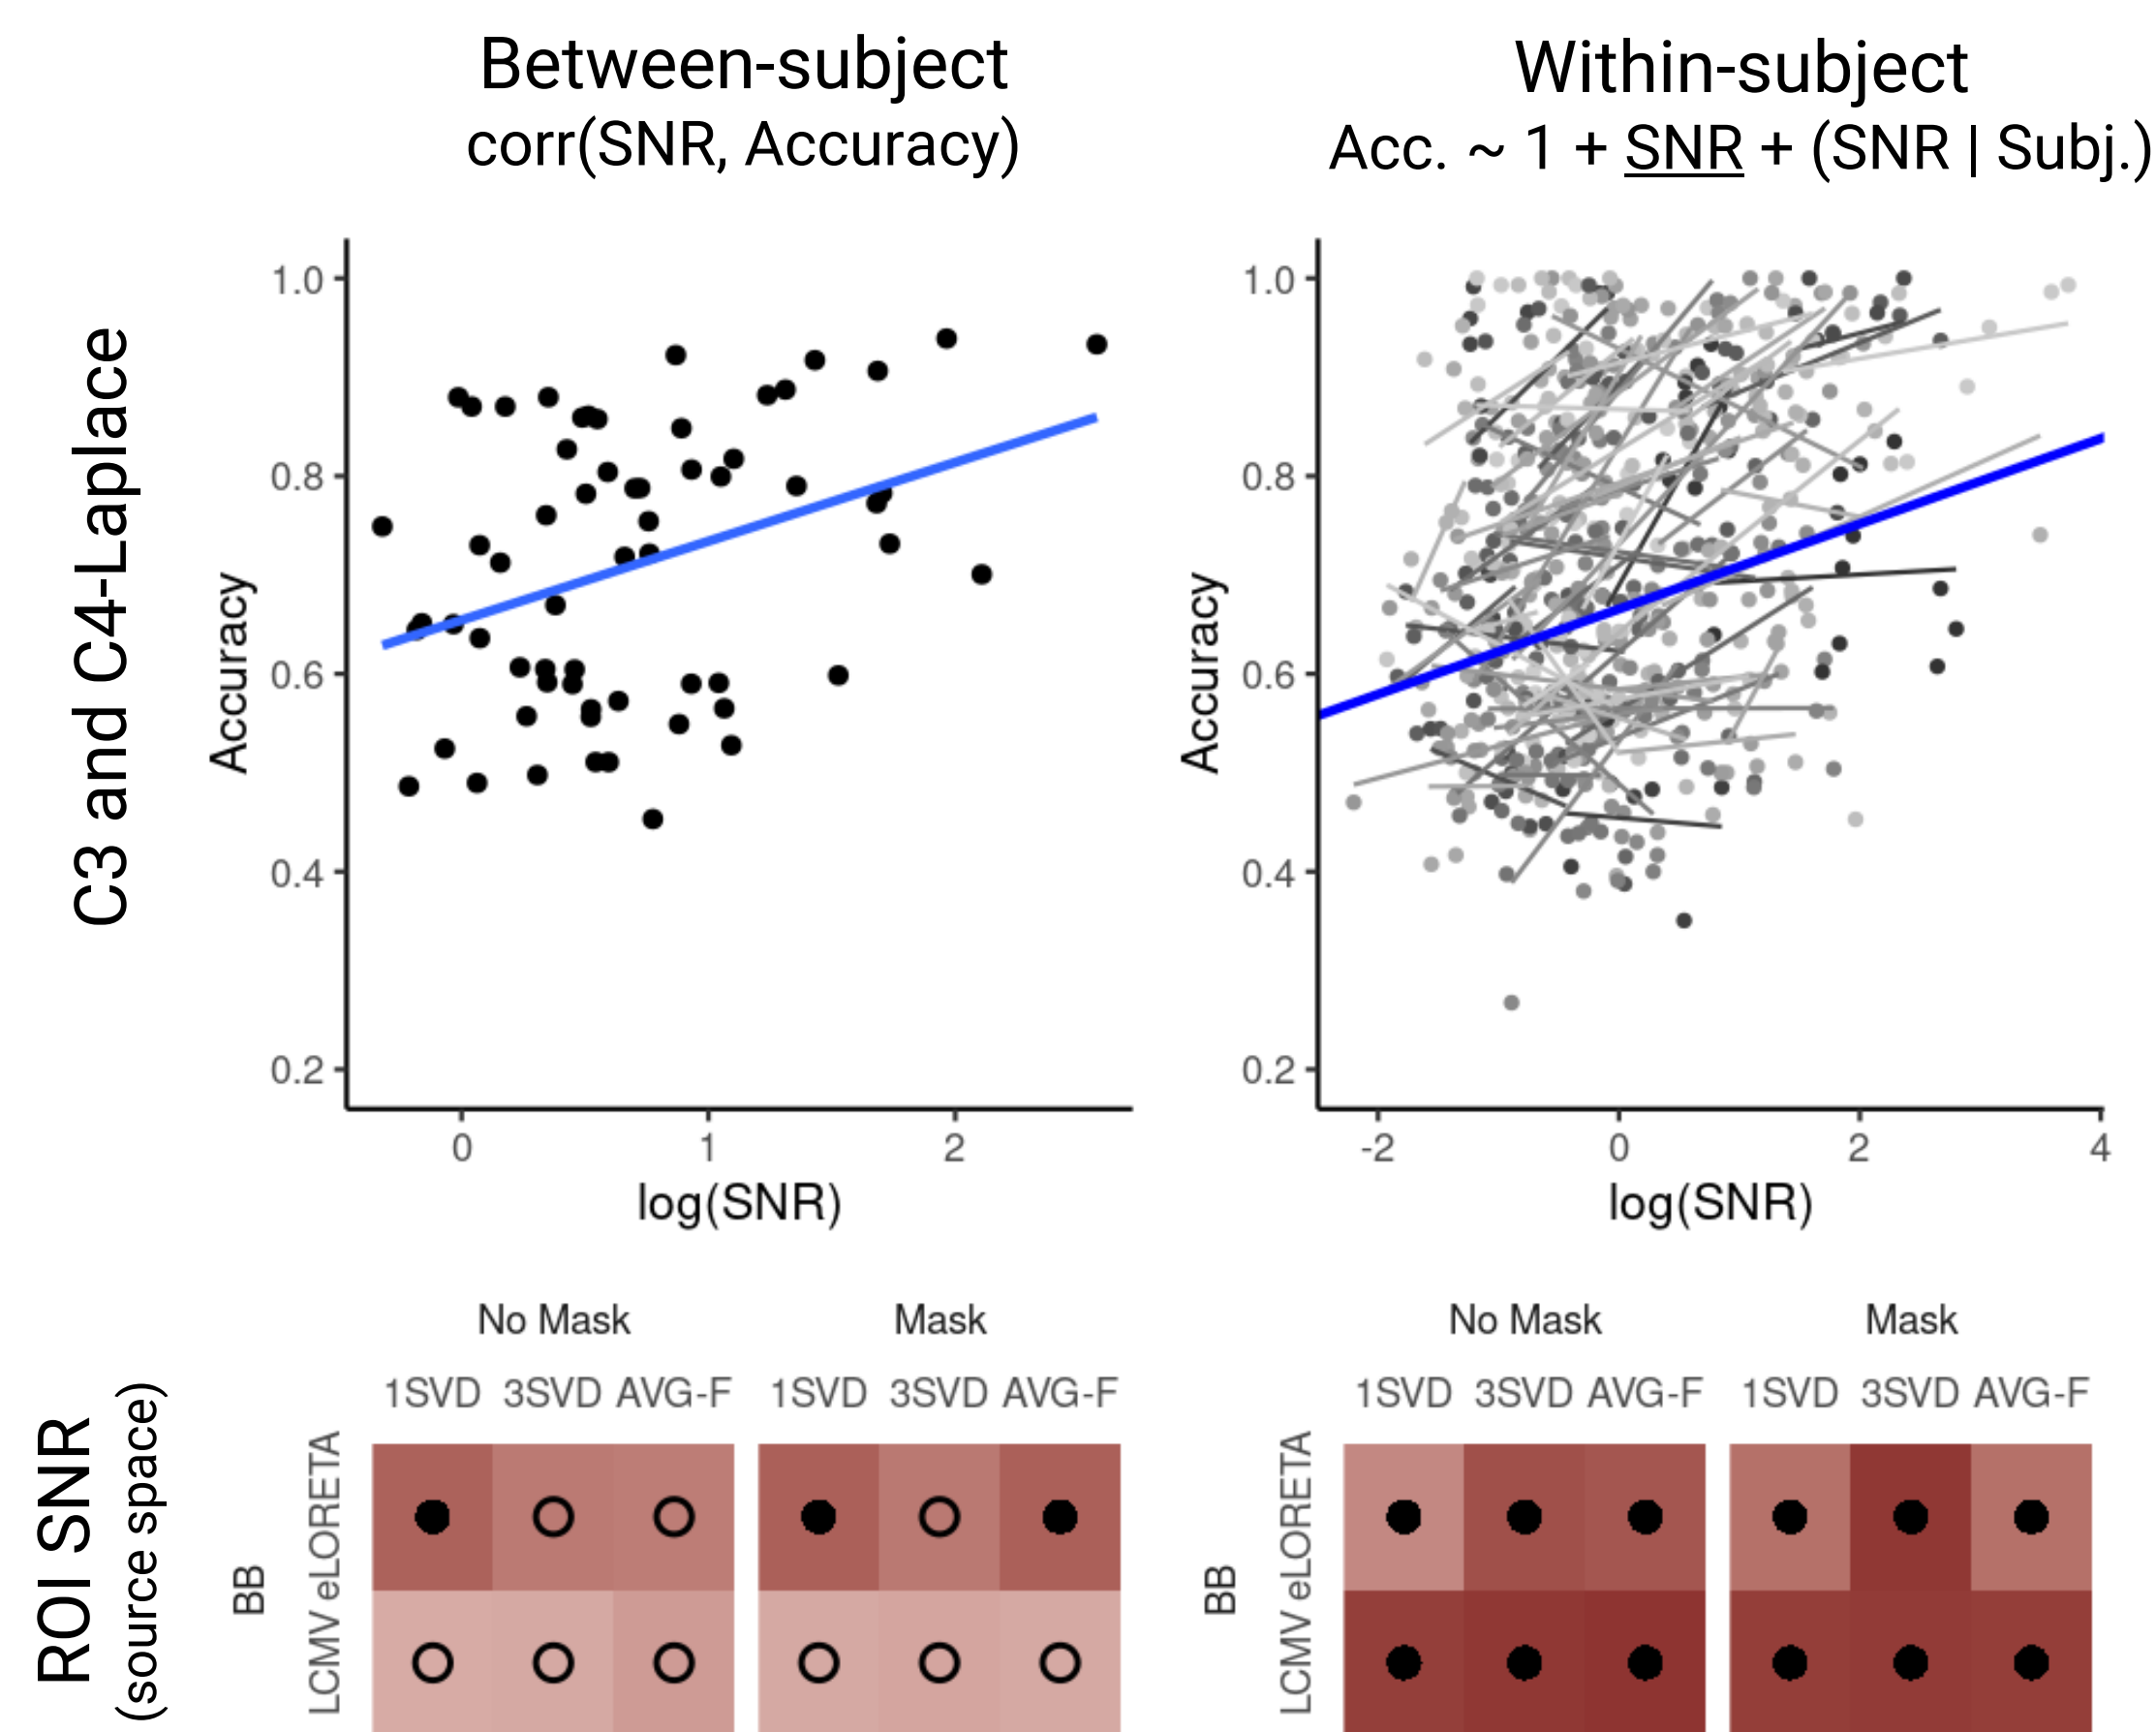 Between-subject
corr(SNR, Accuracy)
Within-subject
Acc. ~ 1 + SNR + (SNR | Subj.)
C3 and C4-Laplace
Accuracy
1.0
0.8
0.6
0.4
0.2
0 1 2
log(SNR)
Accuracy
1.0
0.8
0.6
0.4
0.2
-2 0 2 4
log(SNR)
ROI SNR
(source space)
No Mask Mask
1SVD 3SVD AVG-F 1SVD 3SVD AVG-F
BB
LCMV eLORETA
No Mask Mask
1SVD 3SVD AVG-F 1SVD 3SVD AVG-F
BB
LCMV eLORETA